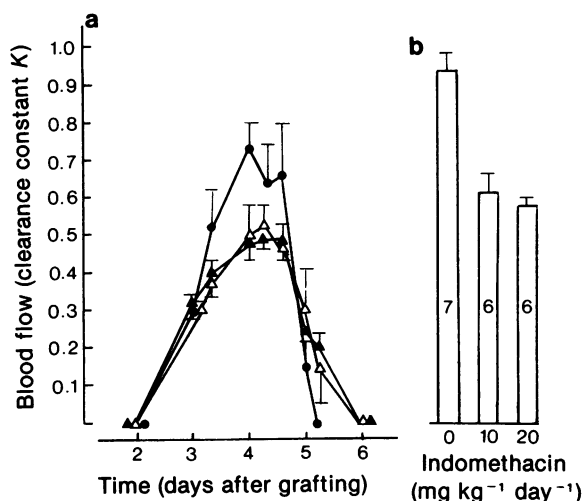 a
Blood flow (clearance constant K)
1.0
0.9
0.8
0.7
0.6
0.5
0.4
0.3
0.2
0.1
2 3 4 5 6
Time (days after grafting)
b
7 6 6
0 10 20
Indomethacin
(mg kg⁻¹ day⁻¹)